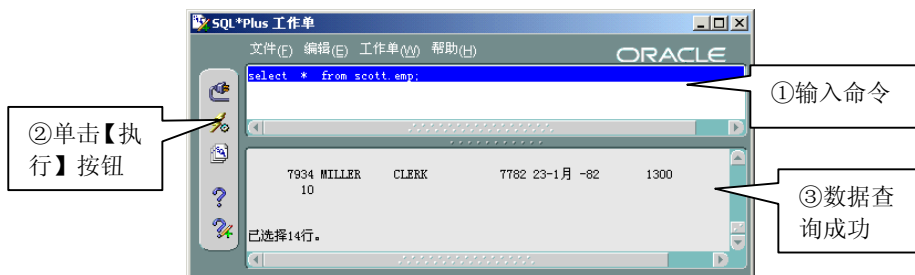 SQL*Plus 工作单
文件(F) 编辑(E) 工作单(W) 帮助(H)
ORACLE
select * from scott.emp;
①输入命令
②单击【执
行】按钮
7934 MILLER CLERK 7782 23-1月 -82 1300
10
已选择14行。
③数据查
询成功